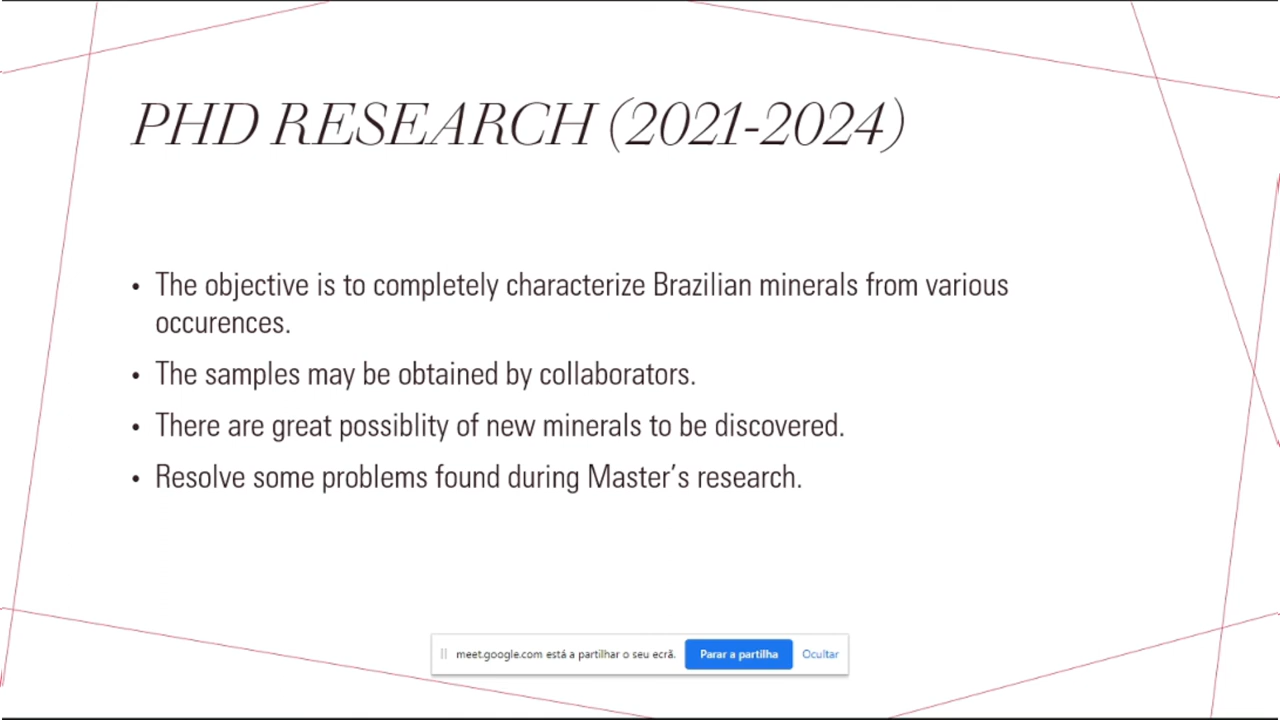 PHD RESEARCH (2021-2024)
• The objective is to completely characterize Brazilian minerals from various
occurences.
• The samples may be obtained by collaborators.
• There are great possiblity of new minerals to be discovered.
• Resolve some problems found during Master’s research.
meet.google.com está a partilhar o seu ecrã. Parar a partilha Ocultar